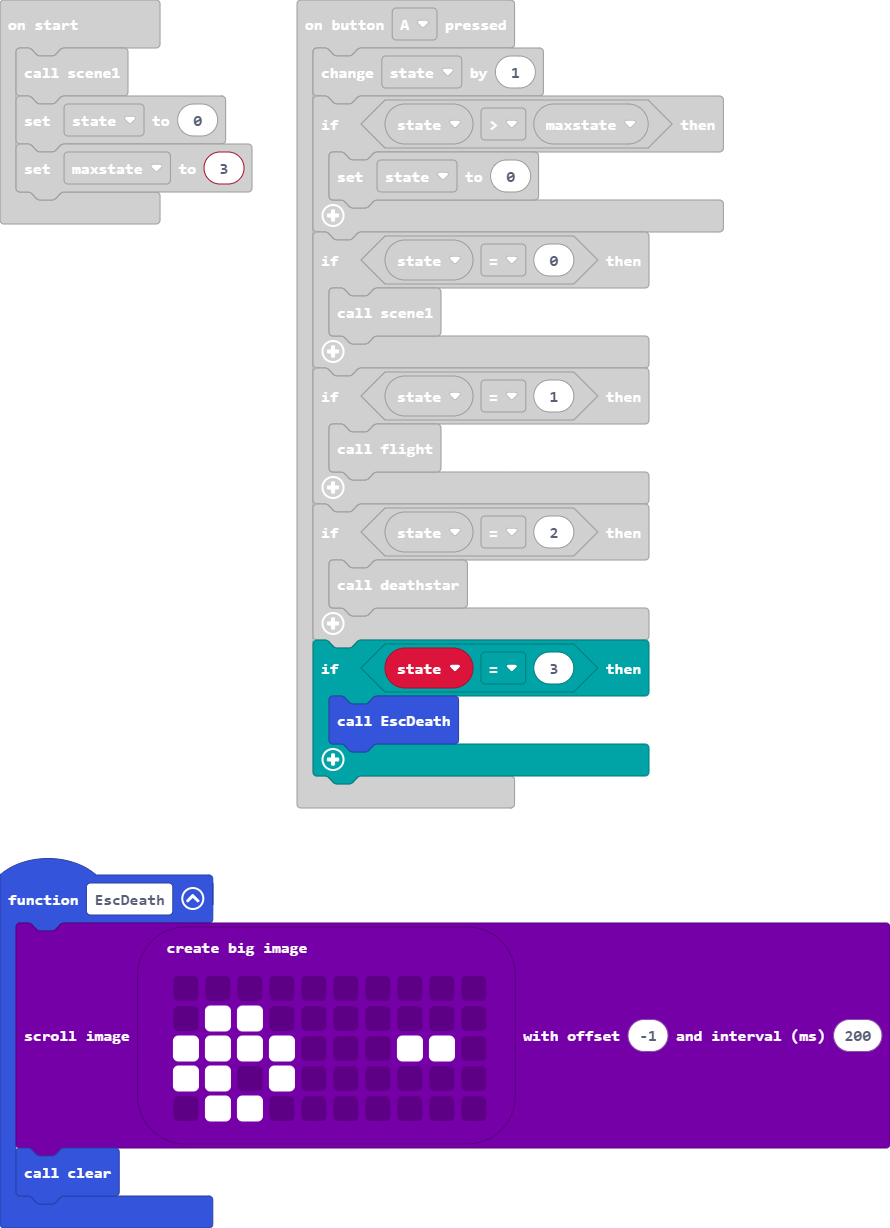 on start
call scene1
set state to 0
set maxstate to 3
on button A pressed
change state by 1
if state > maxstate then
set state to 0
if state = 0 then
call scene1
if state = 1 then
call flight
if state = 2 then
call deathstar
if state = 3 then
call EscDeath
function EscDeath
create big image
scroll image with offset -1 and interval (ms) 200
call clear